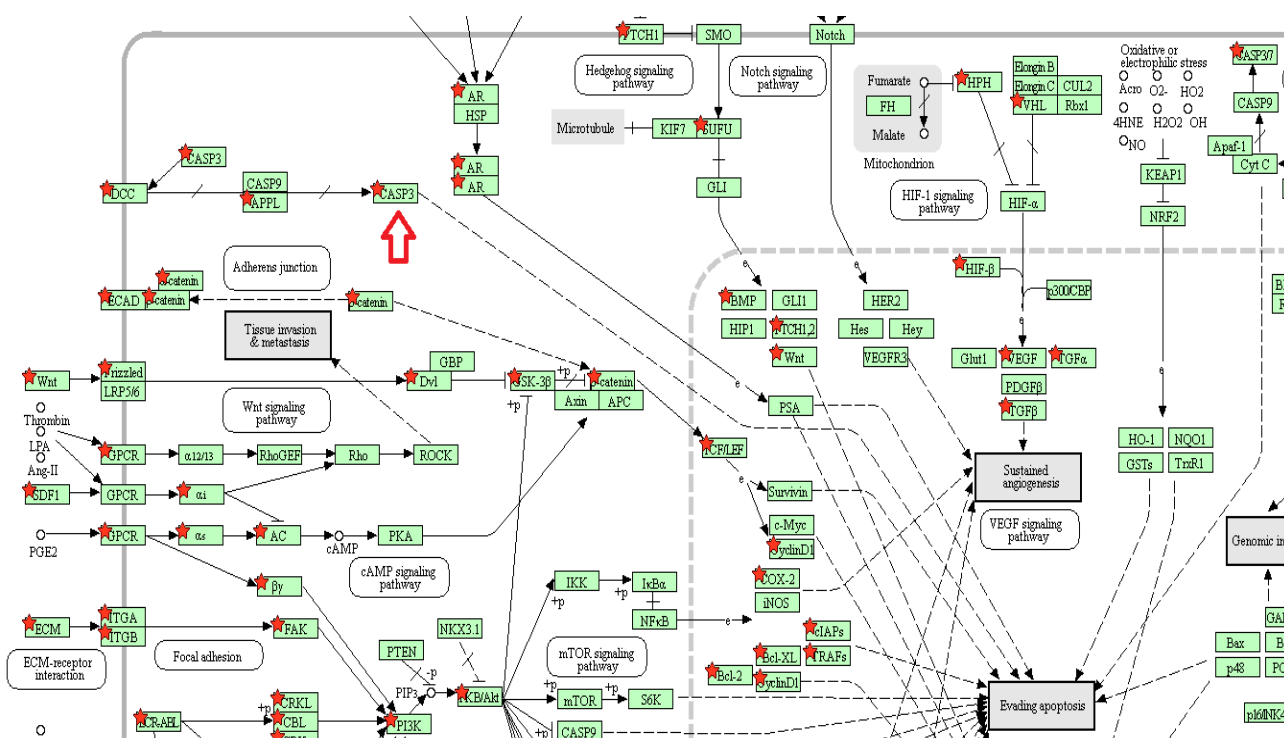 PTCH1
SMO
Notch
Hedgehog signaling
pathway
Notch signaling
pathway
Oxidative or
electrophilic stress
Acro O2- HO2
4HNE H2O2 OH
NO
CASP3/7
CASP9
Apaf-1
Cyt C
Fumarate
FH
Malate
Mitochondrion
HPH
Elongin B
Elongin C CUL2
VHL Rbx1
HIF-1 signaling
pathway
HIF-α
KEAP1
NRF2
AR
HSP
AR
AR
Microtubule
KIF7 SUFU
GLI
CASP3
DCC
CASP9
APPL
CASP3
Adherens junction
α-catenin
ECAD β-catenin
β-catenin
Tissue invasion
& metastasis
HIF-β
p300/CBP
e
e
e
BMP GLI1
HIP1 PTCH1,2
Wnt
HER2
Hes Hey
VEGFR3
Glut1 VEGF TGFα
PDGFβ
TGFβ
Wnt
Frizzled
LRP5/6
GBP
Dvl
GSK-3β
+p
+p
β-catenin
Axin APC
e
PSA
e
Wnt signaling
pathway
Thrombin
LPA
Ang-II
GPCR α12/13 RhoGEF Rho ROCK
TCF/LEF
e
e
HO-1 NQO1
GSTs TrxR1
SDF1 GPCR αi
Survivin
c-Myc
CyclinD1
Sustained
angiogenesis
VEGF signaling
pathway
PGE2
GPCR αs AC
cAMP
PKA
cAMP signaling
pathway
βγ
IKK
+p
IκBα
+p
NFκB
e
COX-2
iNOS
Genomic in
ECM
ITGA
ITGB
FAK
ECM-receptor
interaction
Focal adhesion
NKX3.1
PTEN
-p
PIP3
+p
PKB/Akt
mTOR signaling
pathway
+p
mTOR
+p
S6K
+p
CASP9
cIAPs
Bcl-XL TRAFs
Bcl-2 CyclinD1
Evading apoptosis
Bax
p48
BCR-ABL
+p
CRKL
CBL
+p
PI3K